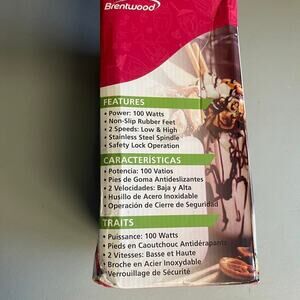 Brentwood
FEATURES
• Power: 100 Watts
• Non-Slip Rubber Feet
• 2 Speeds: Low & High
• Stainless Steel Spindle
• Safety Lock Operation
CARACTERÍSTICAS
• Potencia: 100 Vatios
• Pies de Goma Antideslizantes
• 2 Velocidades: Baja y Alta
• Husillo de Acero Inoxidable
• Operación de Cierre de Seguridad
TRAITS
• Puissance: 100 Watts
• Pieds en Caoutchouc Antidérapants
• 2 Vitesses: Basse et Haute
• Broche en Acier Inoxydable
• Verrouillage de Sécurité